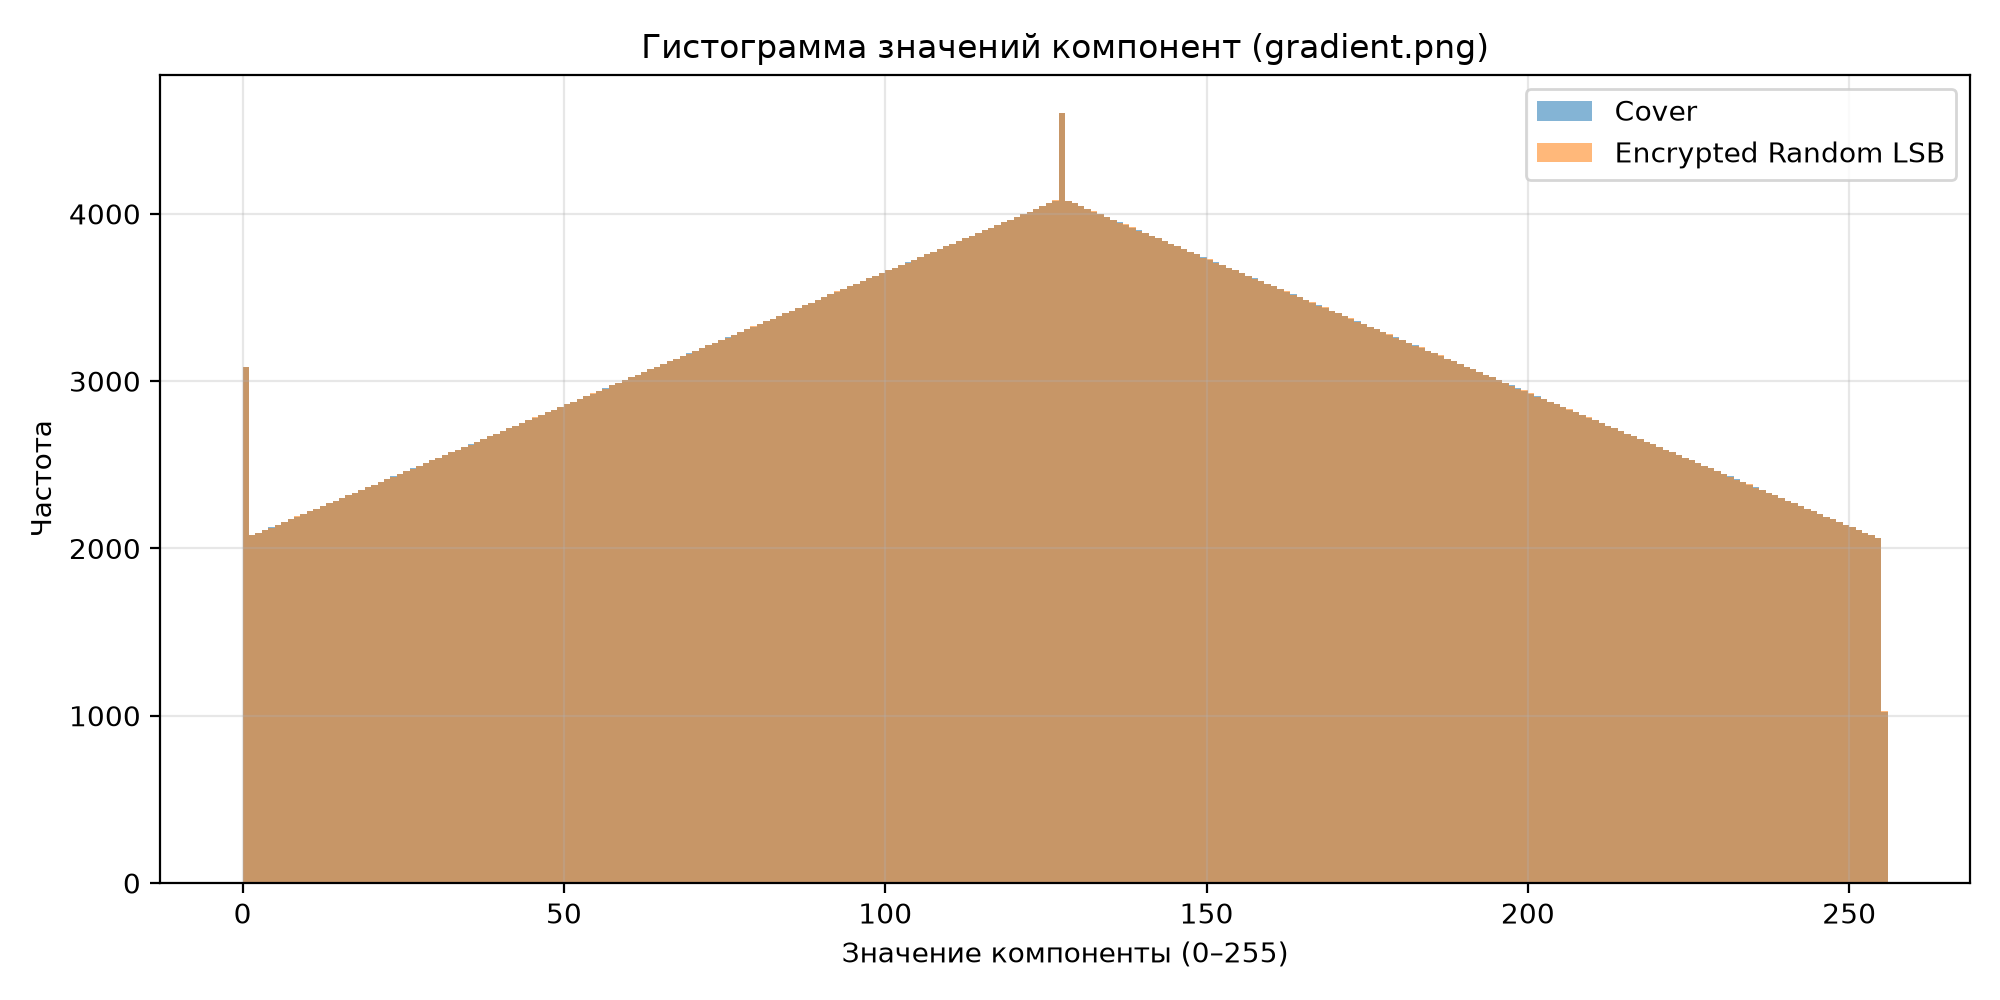 Гистограмма значений компонент (gradient.png)
Cover
Encrypted Random LSB
Частота
4000
3000
2000
1000
0
0 50 100 150 200 250
Значение компоненты (0–255)